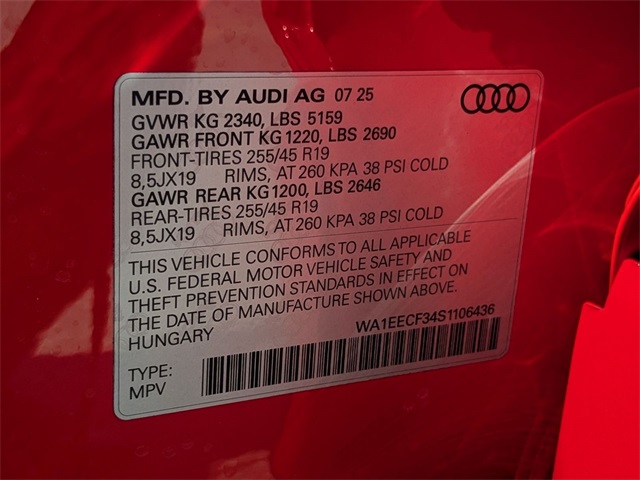 MFD. BY AUDI AG 07 25
GVWR KG 2340, LBS 5159
GAWR FRONT KG 1220, LBS 2690
FRONT-TIRES 255/45 R19
8,5JX19 RIMS, AT 260 KPA 38 PSI COLD
GAWR REAR KG 1200, LBS 2646
REAR-TIRES 255/45 R19
8,5JX19 RIMS, AT 260 KPA 38 PSI COLD
THIS VEHICLE CONFORMS TO ALL APPLICABLE
U.S. FEDERAL MOTOR VEHICLE SAFETY AND
THEFT PREVENTION STANDARDS IN EFFECT ON
THE DATE OF MANUFACTURE SHOWN ABOVE.
HUNGARY
WA1EECF34S1106436
TYPE:
MPV